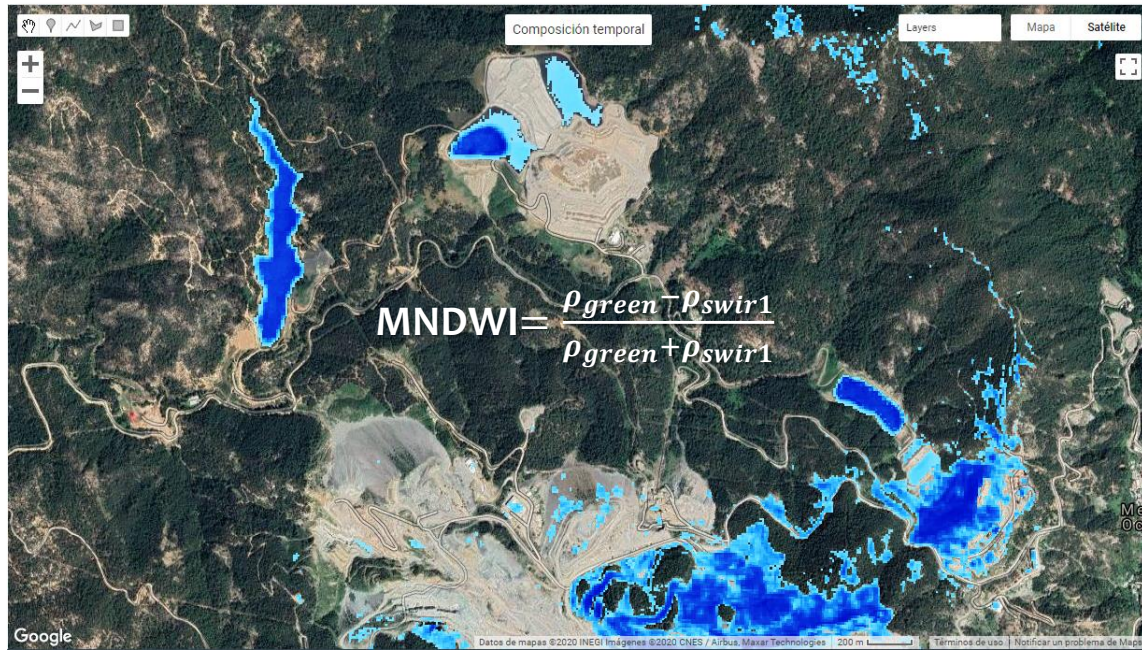 Composición temporal
Layers
Mapa Satélite
MNDWI= ρgreen−ρswir1
ρgreen+ρswir1
Google
Datos de mapas ©2020 INEGI Imágenes ©2020 CNES / Airbus, Maxar Technologies 200 m Términos de uso Notificar un problema de Maps